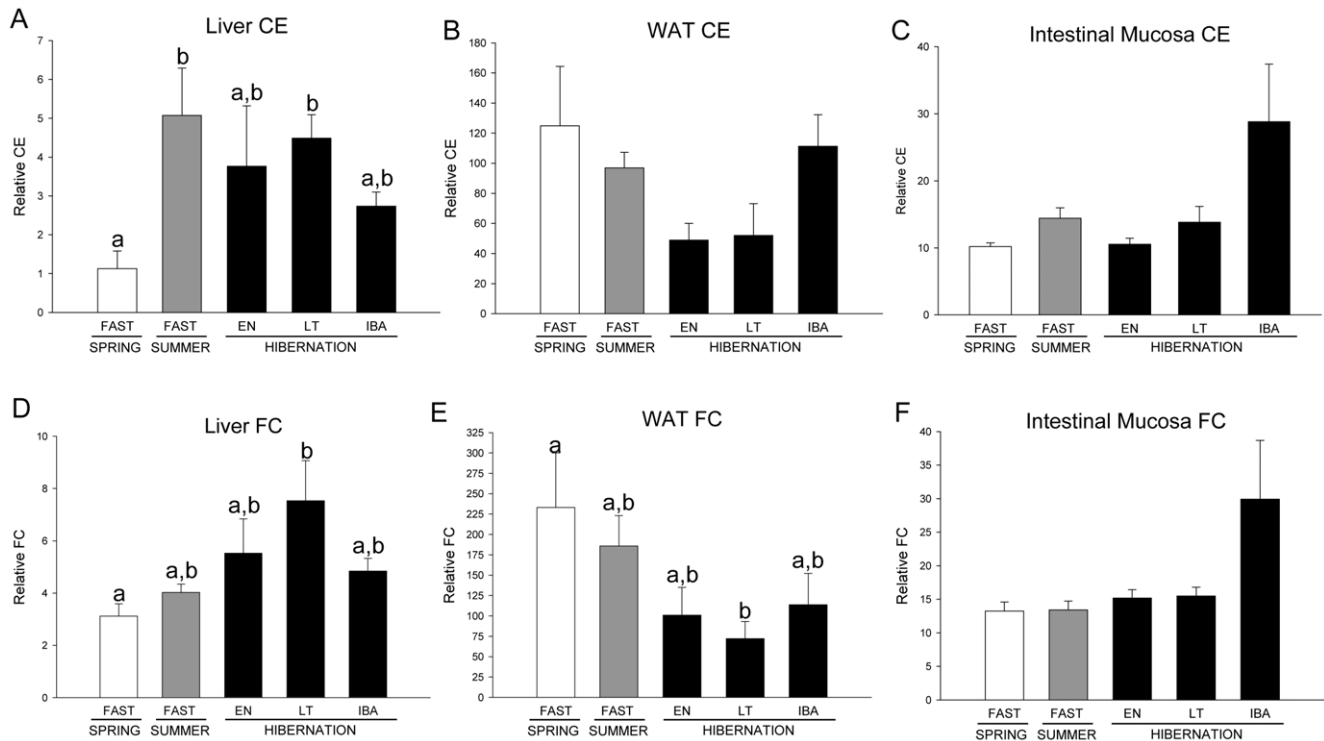 A
Liver CE
Relative CE
7
6
5
4
3
2
1
0
a
b
a,b
b
a,b
FAST FAST EN LT IBA
SPRING SUMMER HIBERNATION
B
WAT CE
Relative CE
180
160
140
120
100
80
60
40
20
0
FAST FAST EN LT IBA
SPRING SUMMER HIBERNATION
C
Intestinal Mucosa CE
Relative CE
40
30
20
10
0
FAST FAST EN LT IBA
SPRING SUMMER HIBERNATION
D
Liver FC
Relative FC
10
8
6
4
2
0
a
a,b
a,b
b
a,b
FAST FAST EN LT IBA
SPRING SUMMER HIBERNATION
E
WAT FC
Relative FC
325
300
275
250
225
200
175
150
125
100
75
50
25
0
a
a,b
a,b
b
a,b
FAST FAST EN LT IBA
SPRING SUMMER HIBERNATION
F
Intestinal Mucosa FC
Relative FC
40
35
30
25
20
15
10
5
0
FAST FAST EN LT IBA
SPRING SUMMER HIBERNATION